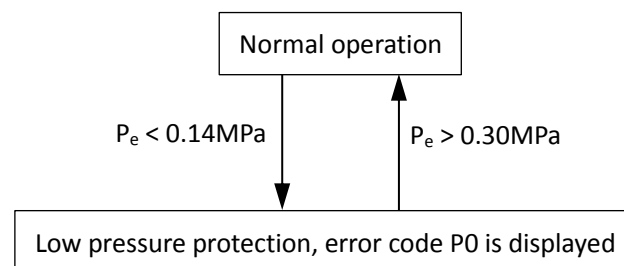 Normal operation
Pₑ < 0.14MPa
Pₑ > 0.30MPa
Low pressure protection, error code P0 is displayed